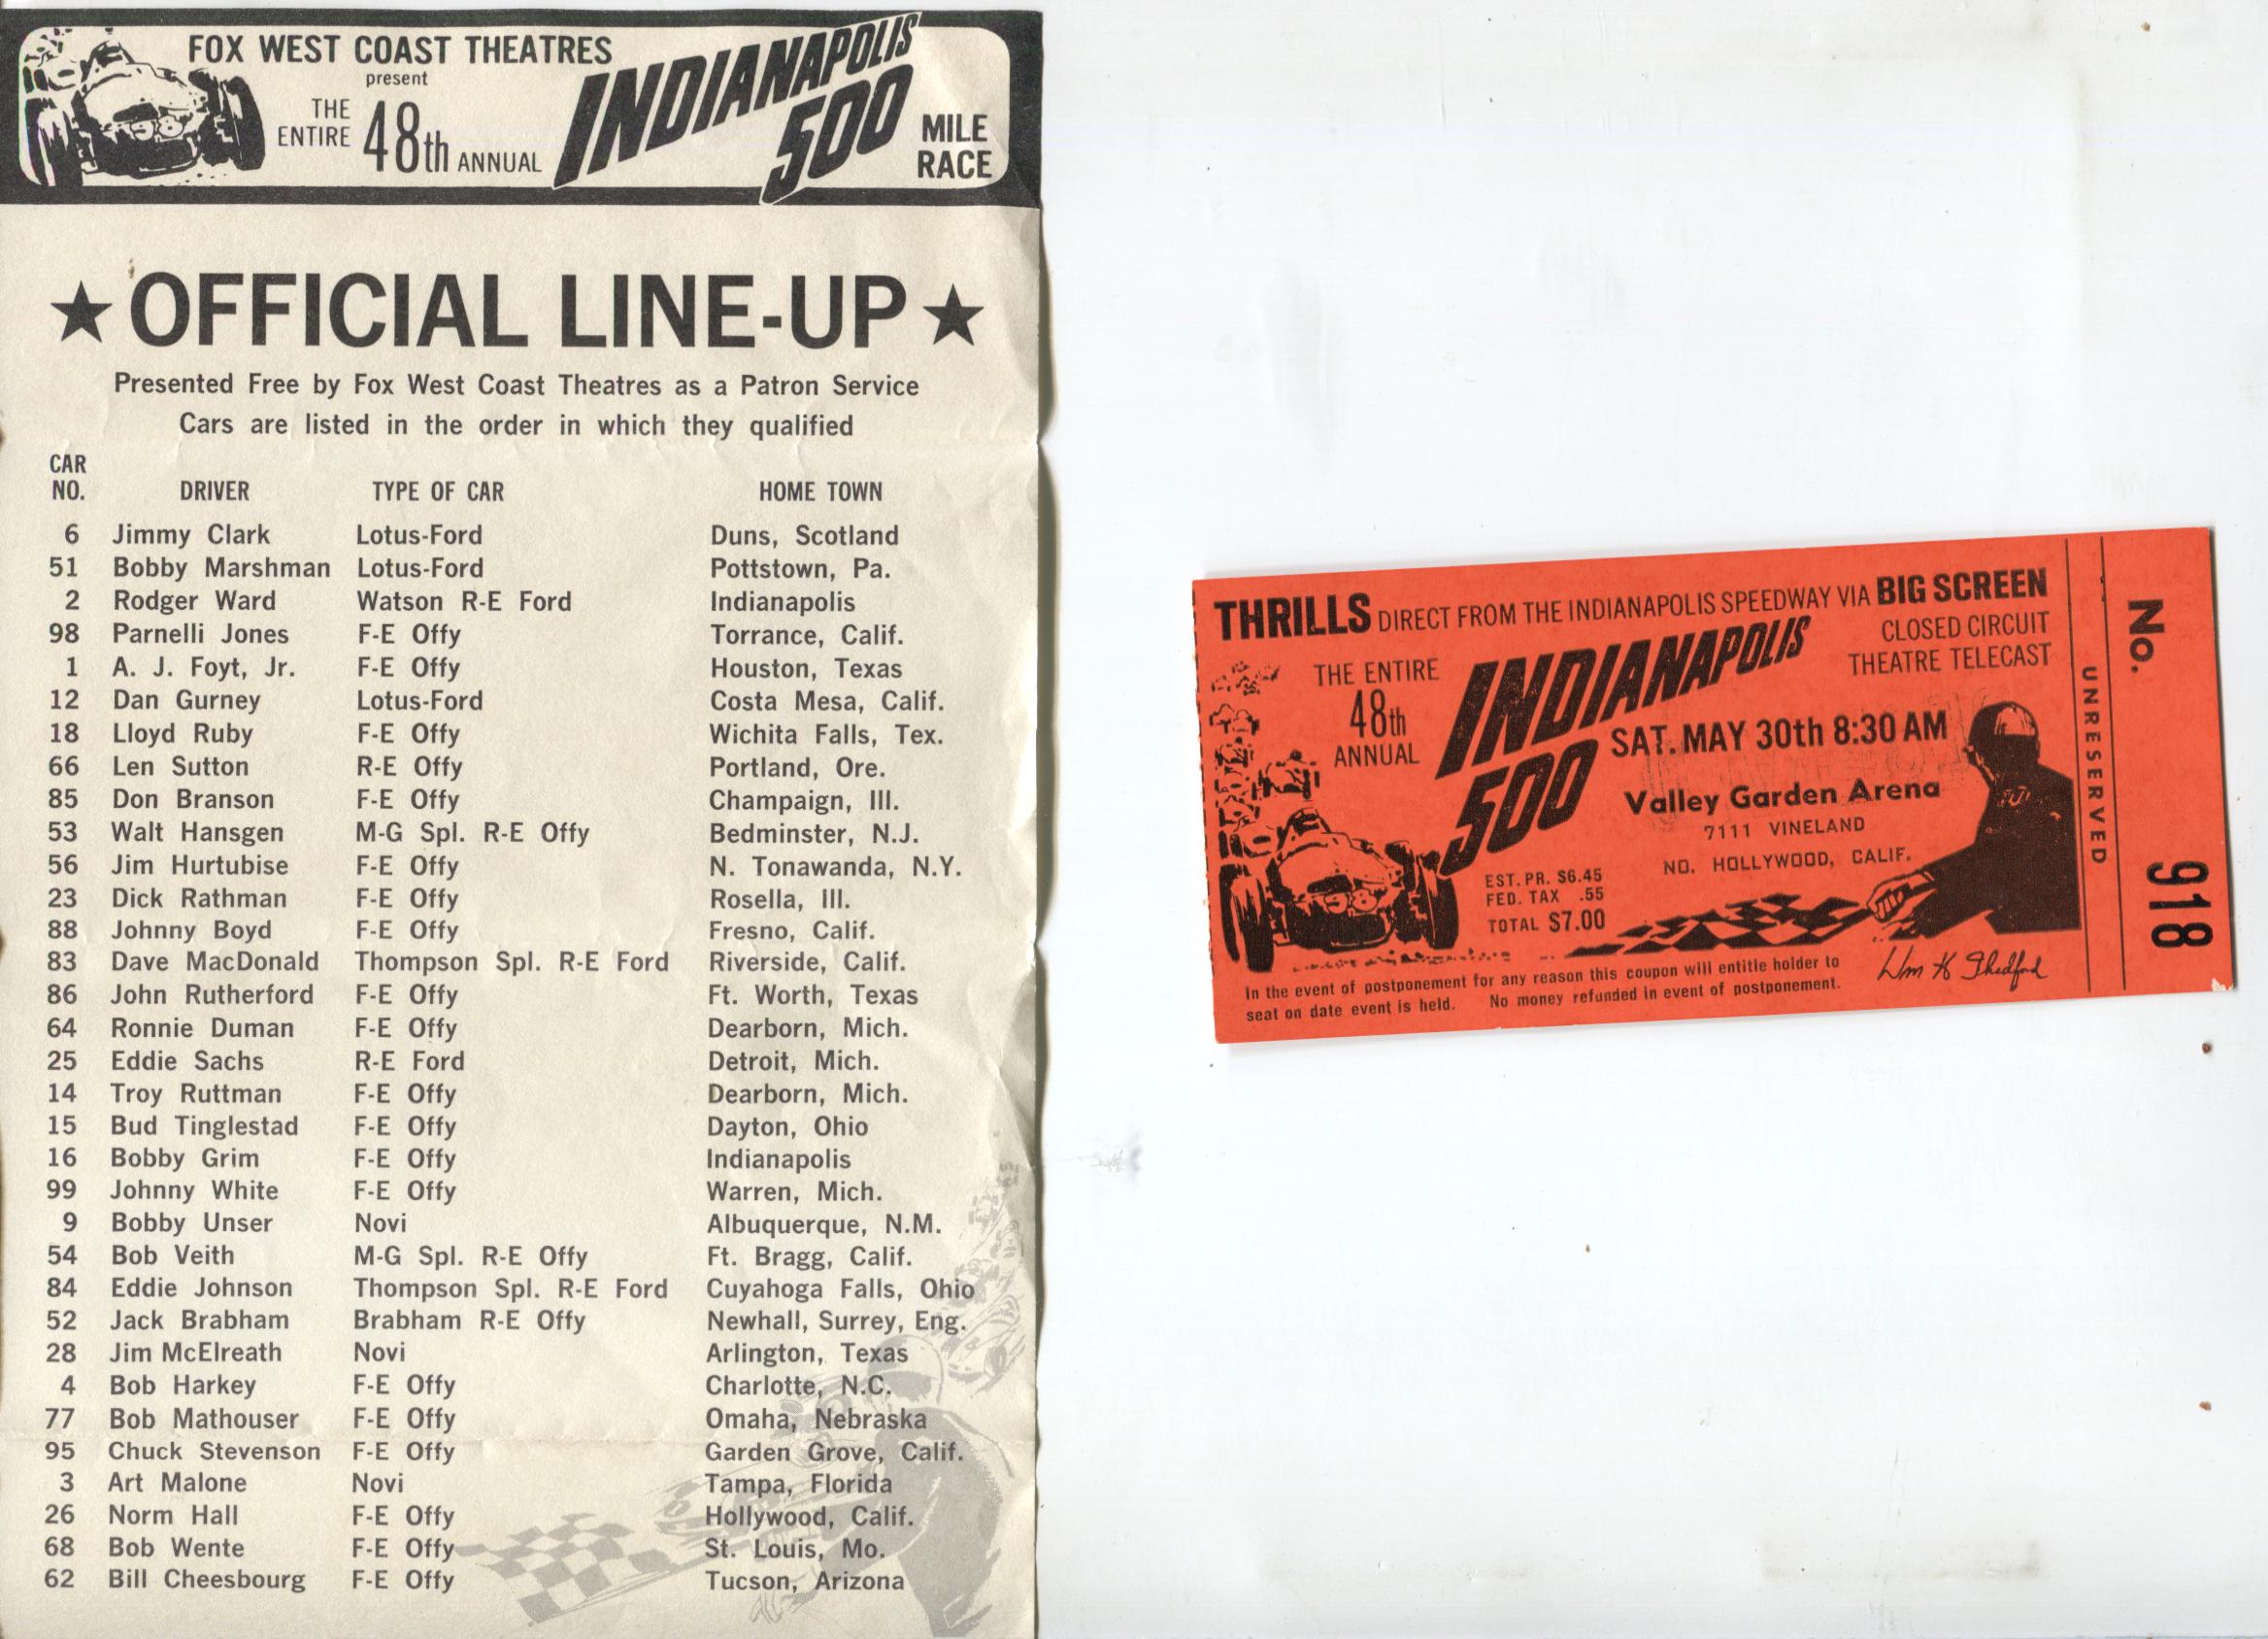 FOX WEST COAST THEATRES
present
THE ENTIRE 48th ANNUAL
INDIANAPOLIS 500 MILE RACE
★ OFFICIAL LINE-UP ★
Presented Free by Fox West Coast Theatres as a Patron Service
Cars are listed in the order in which they qualified
CAR NO. DRIVER TYPE OF CAR HOME TOWN
6 Jimmy Clark Lotus-Ford Duns, Scotland
51 Bobby Marshman Lotus-Ford Pottstown, Pa.
2 Rodger Ward Watson R-E Ford Indianapolis
98 Parnelli Jones F-E Offy Torrance, Calif.
1 A. J. Foyt, Jr. F-E Offy Houston, Texas
12 Dan Gurney Lotus-Ford Costa Mesa, Calif.
18 Lloyd Ruby F-E Offy Wichita Falls, Tex.
66 Len Sutton R-E Offy Portland, Ore.
85 Don Branson F-E Offy Champaign, Ill.
53 Walt Hansgen M-G Spl. R-E Offy Bedminster, N.J.
56 Jim Hurtubise F-E Offy N. Tonawanda, N.Y.
23 Dick Rathman F-E Offy Rosella, Ill.
88 Johnny Boyd F-E Offy Fresno, Calif.
83 Dave MacDonald Thompson Spl. R-E Ford Riverside, Calif.
86 John Rutherford F-E Offy Ft. Worth, Texas
64 Ronnie Duman F-E Offy Dearborn, Mich.
25 Eddie Sachs R-E Ford Detroit, Mich.
14 Troy Ruttman F-E Offy Dearborn, Mich.
15 Bud Tinglestad F-E Offy Dayton, Ohio
16 Bobby Grim F-E Offy Indianapolis
99 Johnny White F-E Offy Warren, Mich.
9 Bobby Unser Novi Albuquerque, N.M.
54 Bob Veith M-G Spl. R-E Offy Ft. Bragg, Calif.
84 Eddie Johnson Thompson Spl. R-E Ford Cuyahoga Falls, Ohio
52 Jack Brabham Brabham R-E Offy Newhall, Surrey, Eng.
28 Jim McElreath Novi Arlington, Texas
4 Bob Harkey F-E Offy Charlotte, N.C.
77 Bob Mathouser F-E Offy Omaha, Nebraska
95 Chuck Stevenson F-E Offy Garden Grove, Calif.
3 Art Malone Novi Tampa, Florida
26 Norm Hall F-E Offy Hollywood, Calif.
68 Bob Wente F-E Offy St. Louis, Mo.
62 Bill Cheesbourg F-E Offy Tucson, Arizona
THRILLS DIRECT FROM THE INDIANAPOLIS SPEEDWAY VIA BIG SCREEN
CLOSED CIRCUIT
THEATRE TELECAST
THE ENTIRE
48th
ANNUAL
INDIANAPOLIS
500
SAT. MAY 30th 8:30 AM
Valley Garden Arena
7111 VINELAND
NO. HOLLYWOOD, CALIF.
EST. PR. $6.45
FED. TAX .55
TOTAL $7.00
In the event of postponement for any reason this coupon will entitle holder to
seat on date event is held. No money refunded in event of postponement.
Wm H Thedford
UNRESERVED
No. 918